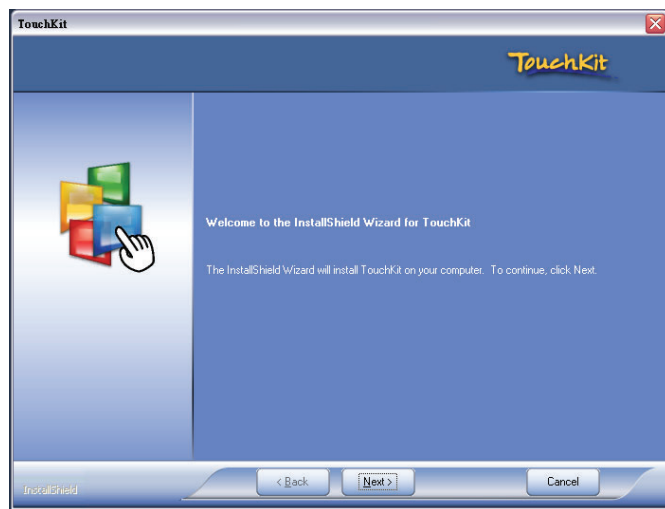 TouchKit
TouchKit
Welcome to the InstallShield Wizard for TouchKit
The InstallShield Wizard will install TouchKit on your computer. To continue, click Next.
InstallShield
< Back
Next >
Cancel